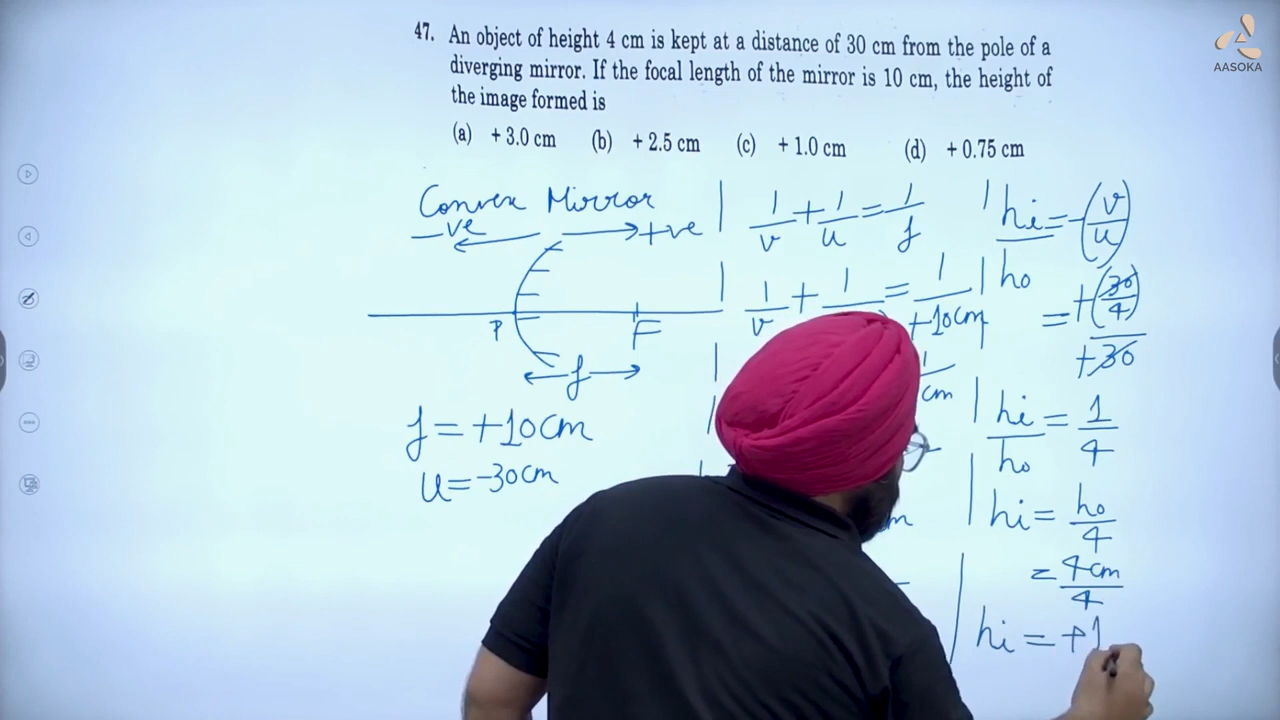 AASOKA
47. An object of height 4 cm is kept at a distance of 30 cm from the pole of a
diverging mirror. If the focal length of the mirror is 10 cm, the height of
the image formed is
(a) + 3.0 cm (b) + 2.5 cm (c) + 1.0 cm (d) + 0.75 cm
Convex Mirror
-ve +ve
P F
f
f = +10cm
u = -30cm
1/v + 1/u = 1/f
1/v + 1/ = 1/+10cm
cm
m
hi/ho = -(v/u)
= +(30/4)/+30
hi/ho = 1/4
hi = ho/4
= 4cm/4
hi = +1